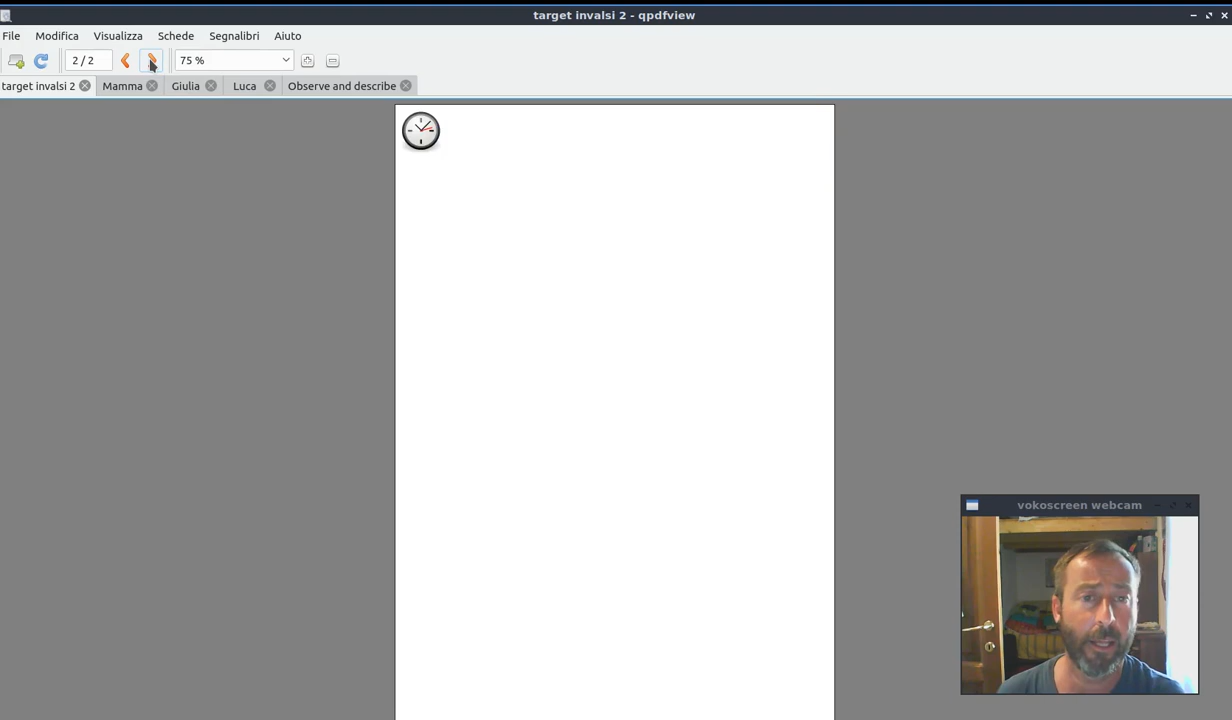 target invalsi 2 - qpdfview
File Modifica Visualizza Schede Segnalibri Aiuto
2 / 2 75 %
target invalsi 2 Mamma Giulia Luca Observe and describe
vokoscreen webcam